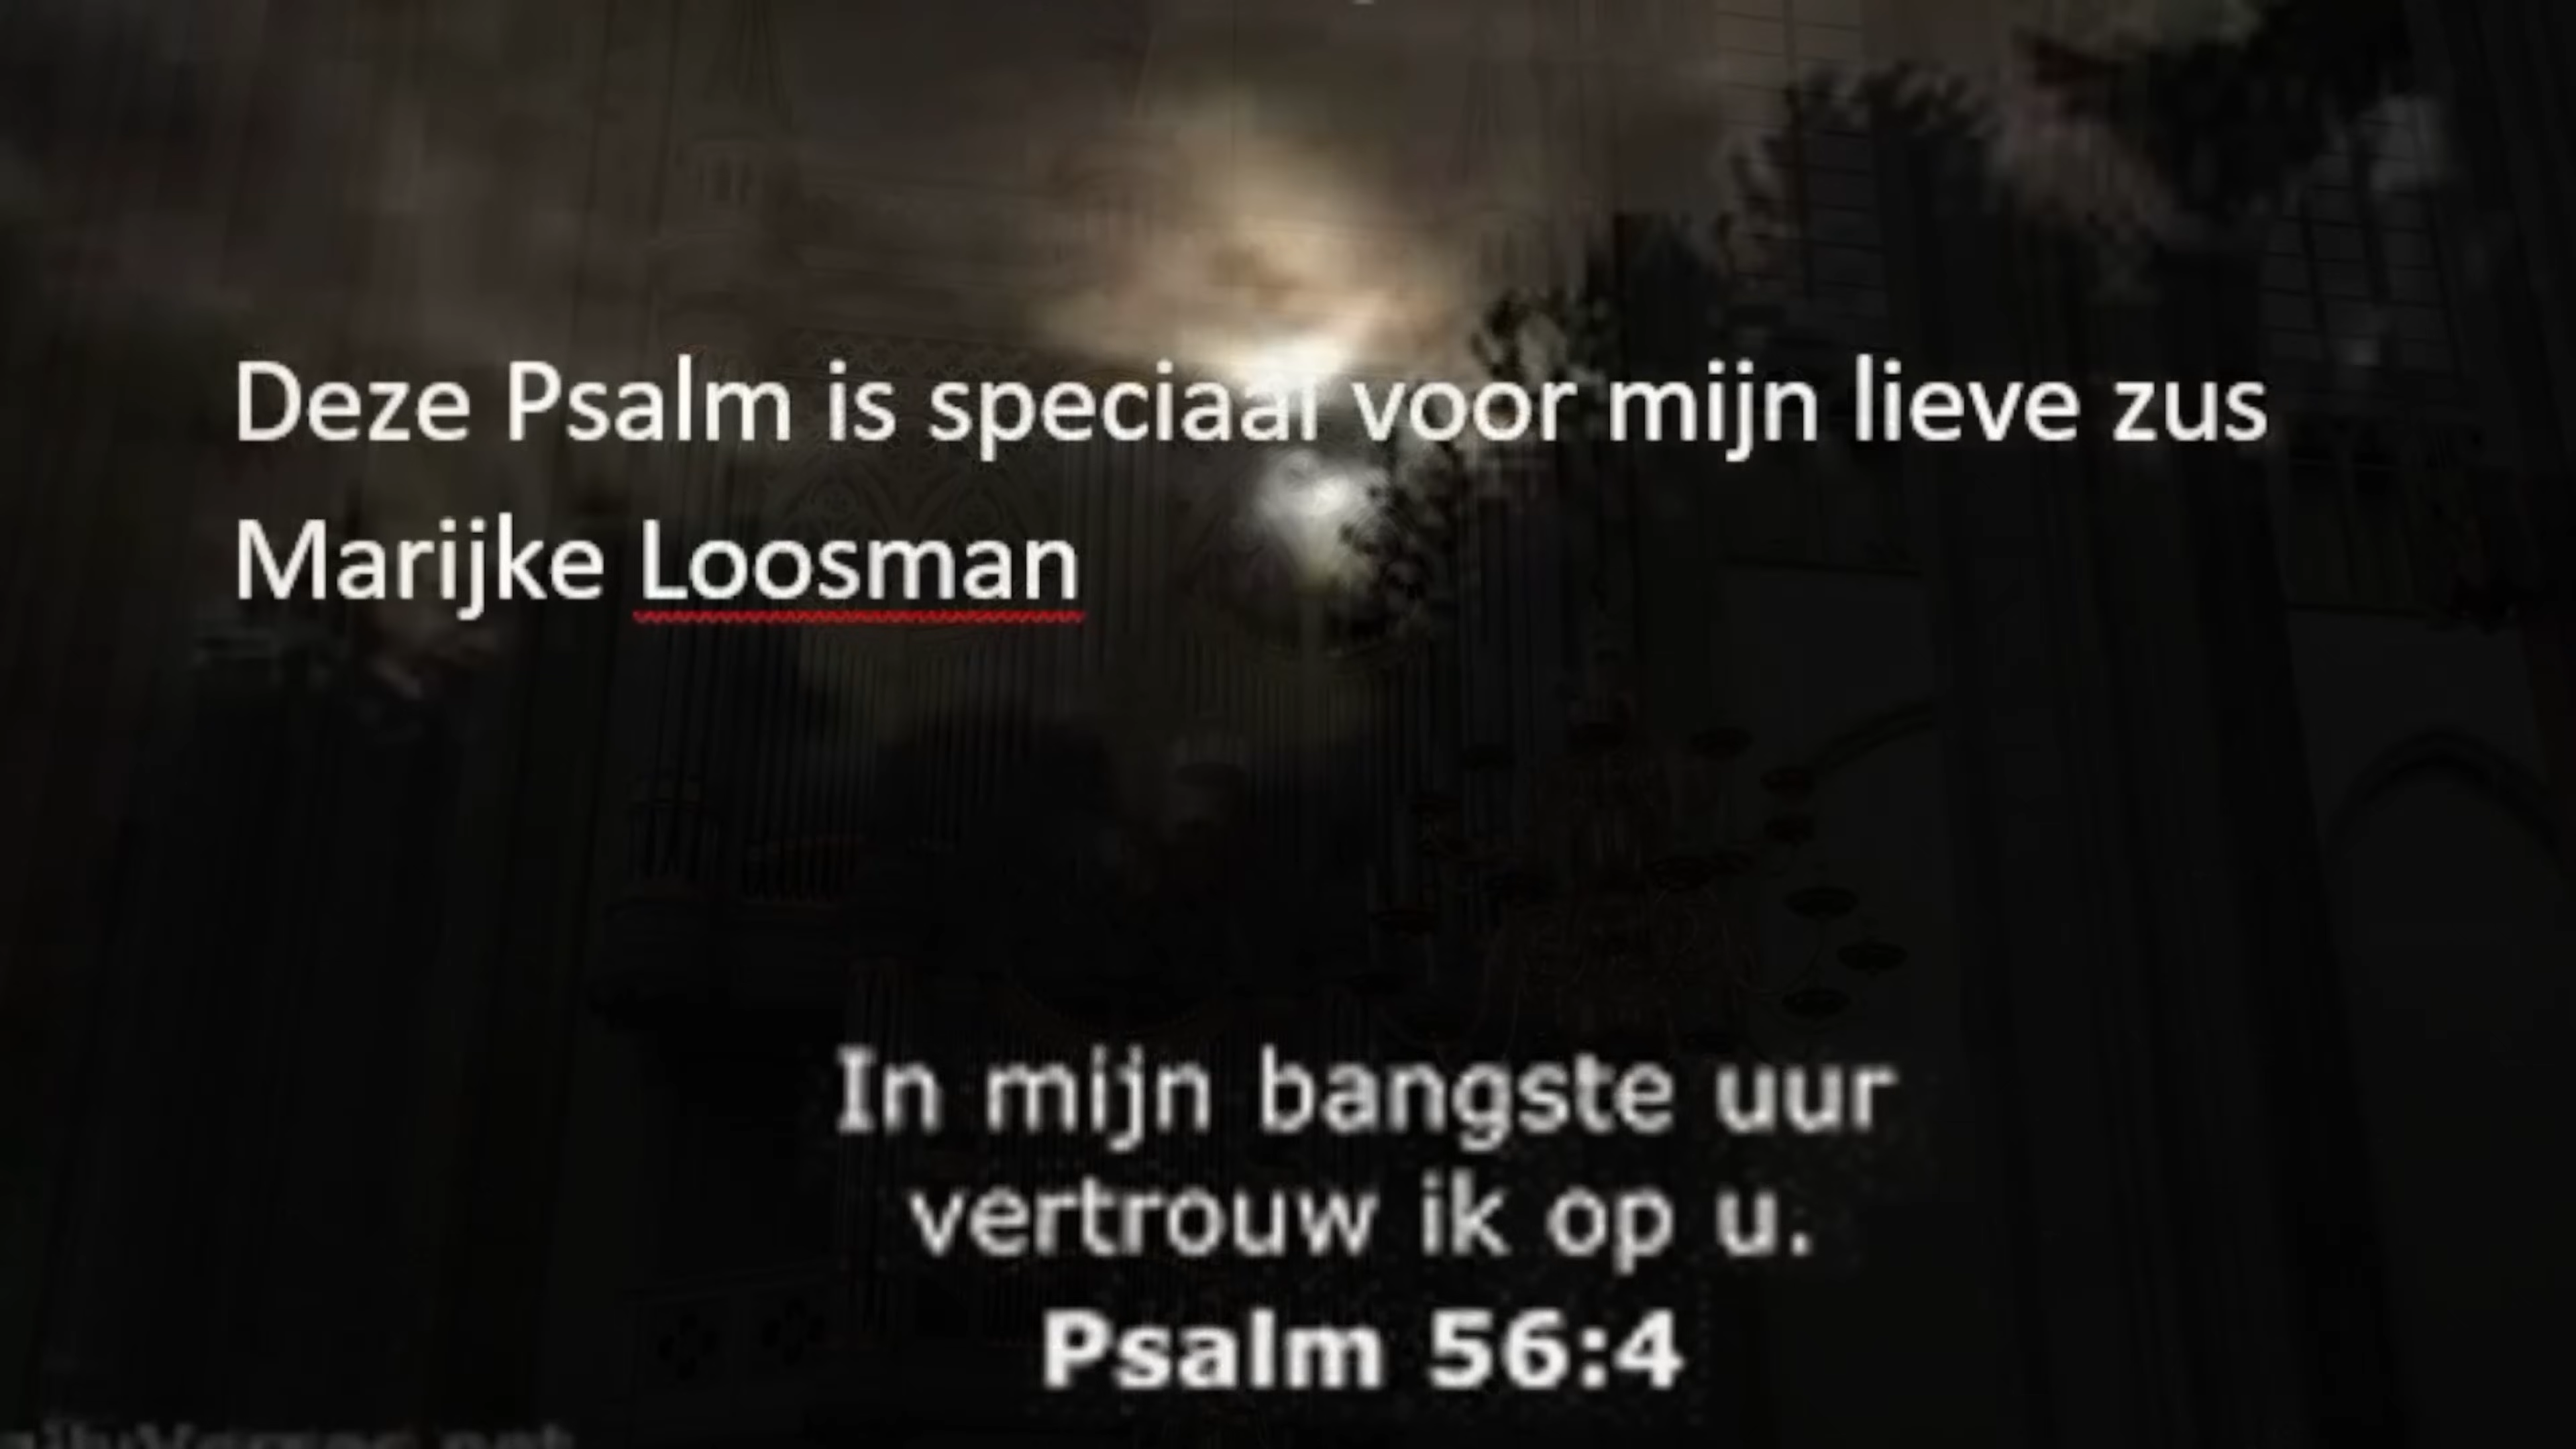 Deze Psalm is speciaal voor mijn lieve zus
Marijke Loosman
In mijn bangste uur
vertrouw ik op u.
Psalm 56:4